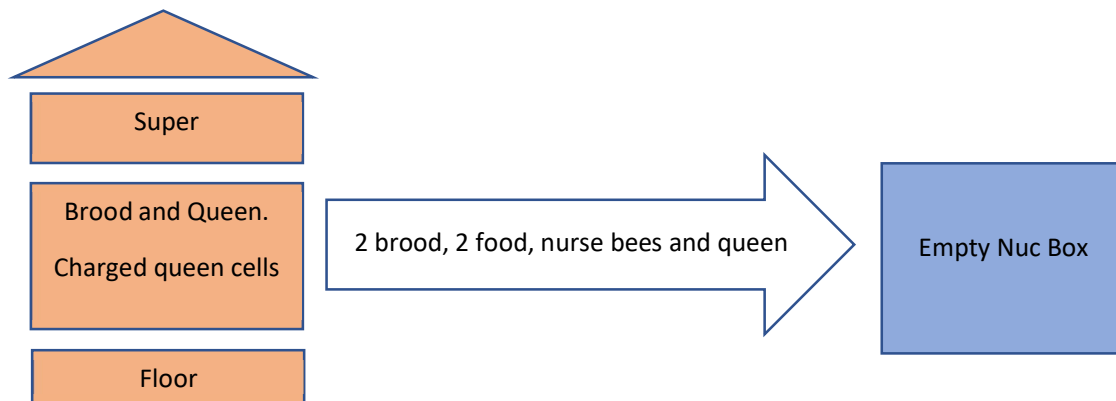 Super
Brood and Queen.
Charged queen cells
2 brood, 2 food, nurse bees and queen
Empty Nuc Box
Floor